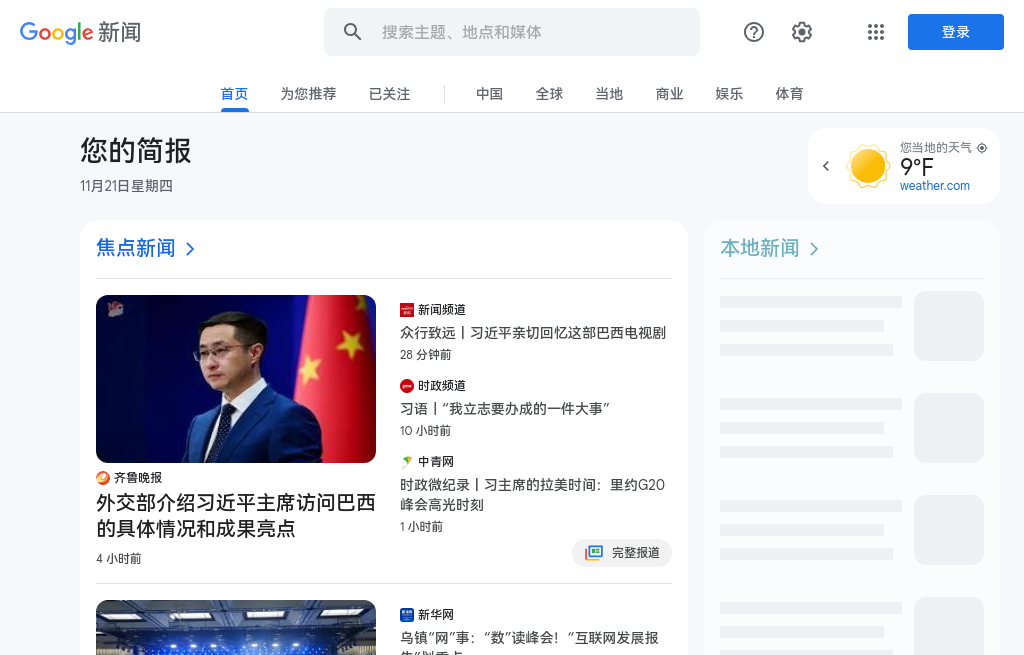 Google 新闻
搜索主题、地点和媒体
登录
首页
为您推荐
已关注
中国
全球
当地
商业
娱乐
体育
您的简报
11月21日星期四
您当地的天气
9°F
weather.com
焦点新闻
齐鲁晚报
外交部介绍习近平主席访问巴西
的具体情况和成果亮点
4 小时前
新闻频道
众行致远丨习近平亲切回忆这部巴西电视剧
28 分钟前
时政频道
习语丨“我立志要办成的一件大事”
10 小时前
中青网
时政微纪录丨习主席的拉美时间：里约G20
峰会高光时刻
1 小时前
完整报道
新华网
乌镇“网”事：“数”读峰会！“互联网发展报
本地新闻